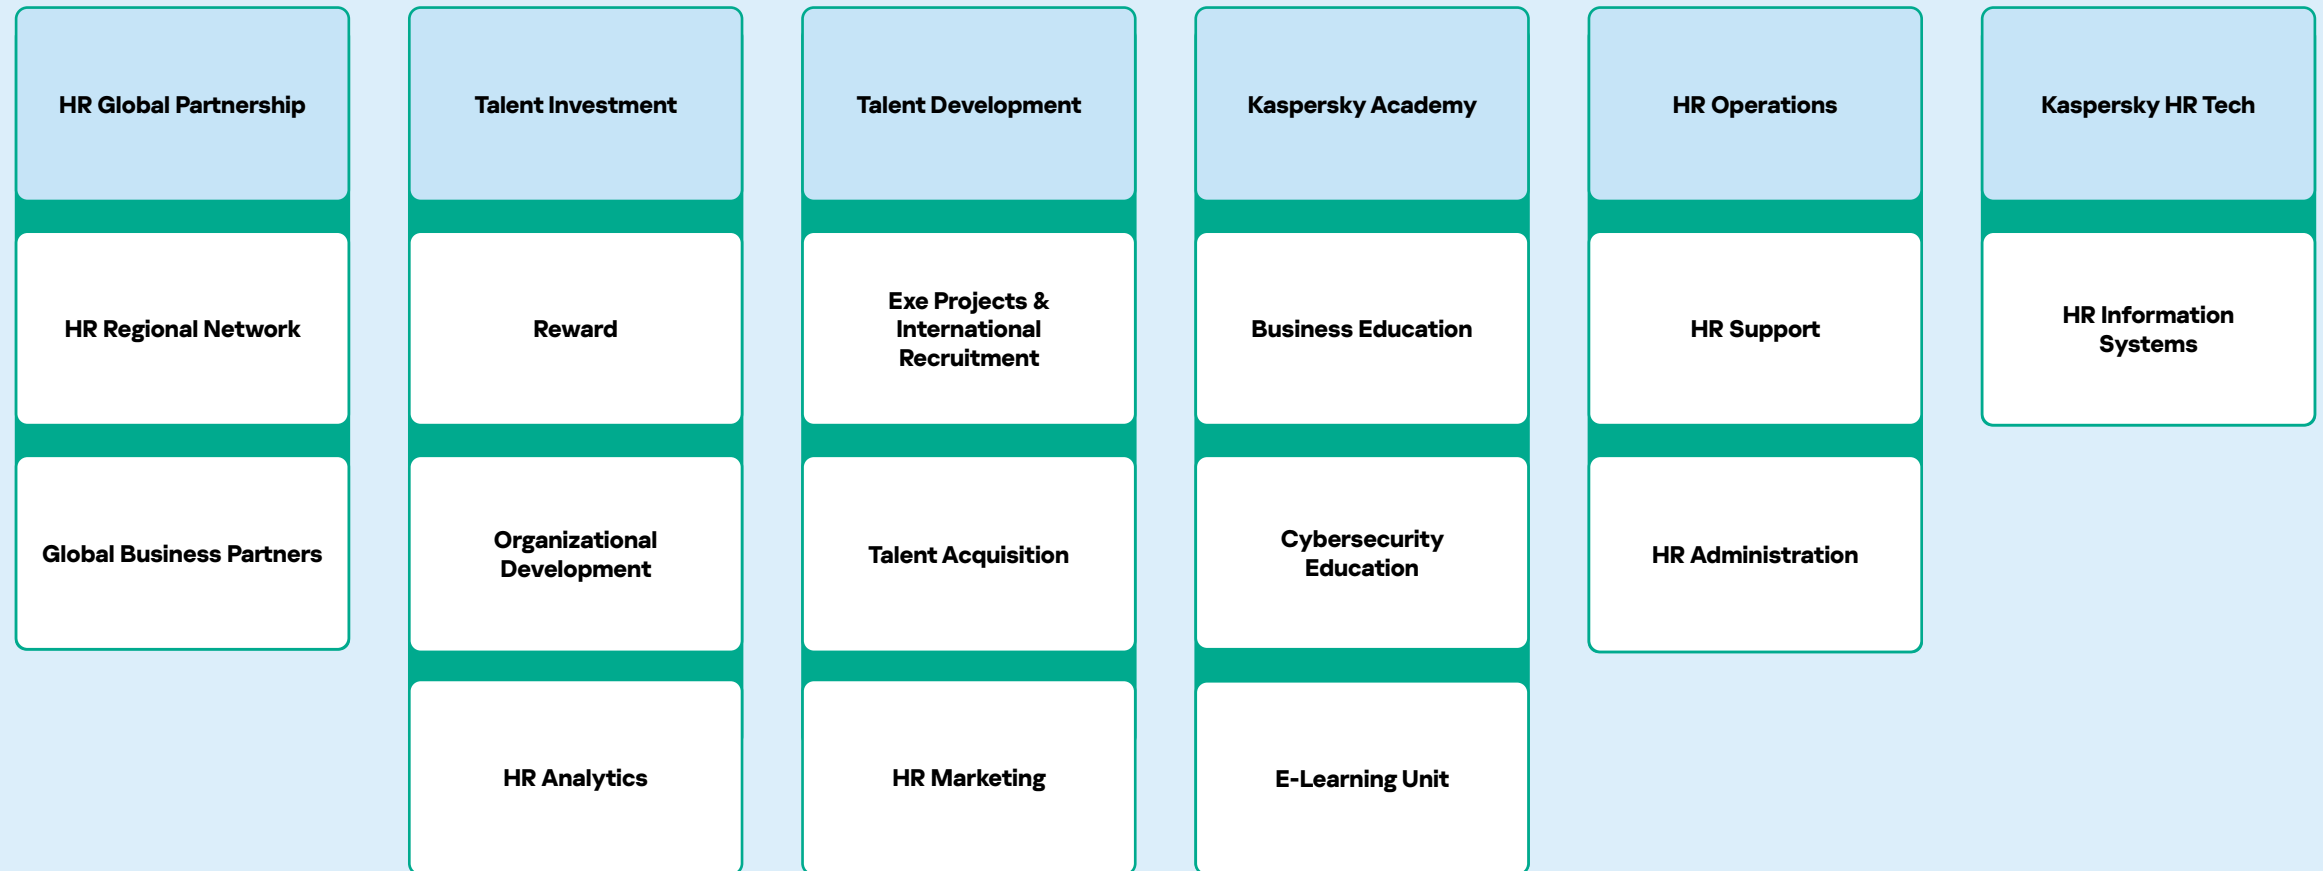 HR Global Partnership
Talent Investment
Talent Development
Kaspersky Academy
HR Operations
Kaspersky HR Tech
HR Regional Network
Reward
Exe Projects &
International
Recruitment
Business Education
HR Support
HR Information
Systems
Global Business Partners
Organizational
Development
Talent Acquisition
Cybersecurity
Education
HR Administration
HR Analytics
HR Marketing
E-Learning Unit